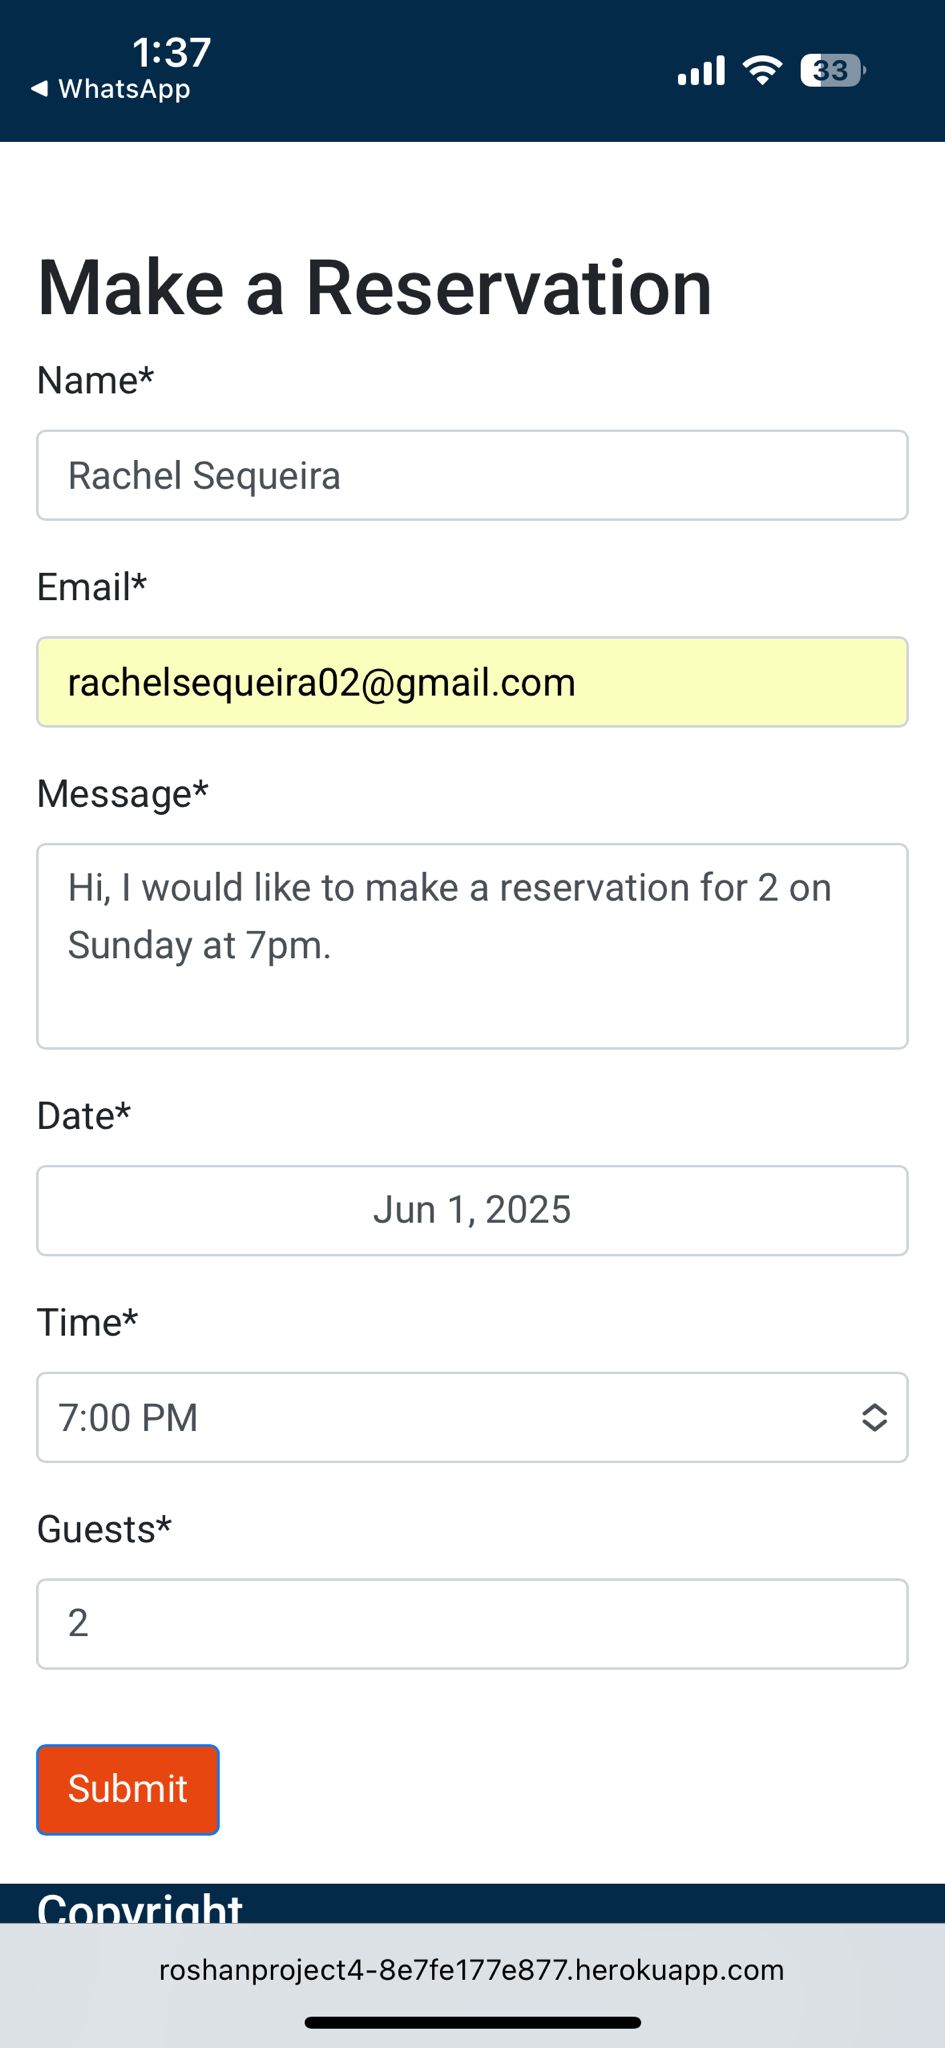 1:37
◀ WhatsApp
33
Make a Reservation
Name*
Rachel Sequeira
Email*
rachelsequeira02@gmail.com
Message*
Hi, I would like to make a reservation for 2 on
Sunday at 7pm.
Date*
Jun 1, 2025
Time*
7:00 PM
Guests*
2
Submit
Copyright
roshanproject4-8e7fe177e877.herokuapp.com